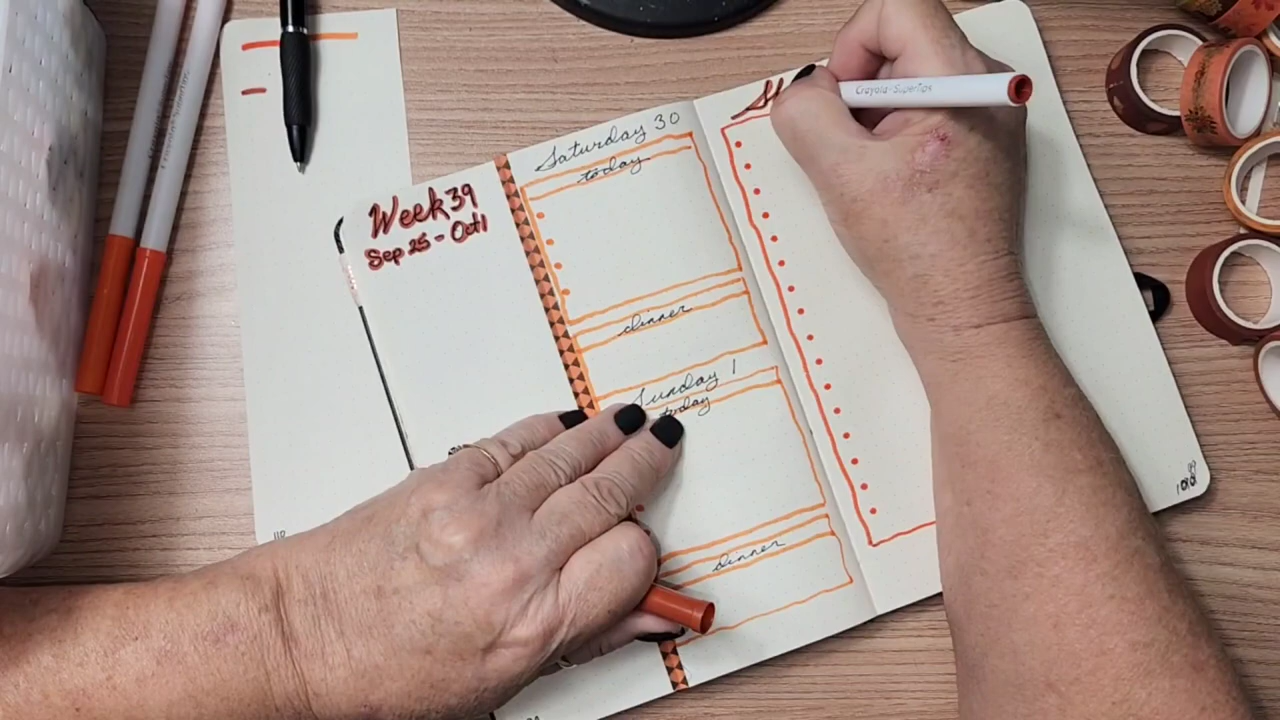 Week 39
Sep 25 - Oct 1
Saturday 30
today
dinner
Sunday 1
today
dinner
Crayola SuperTips